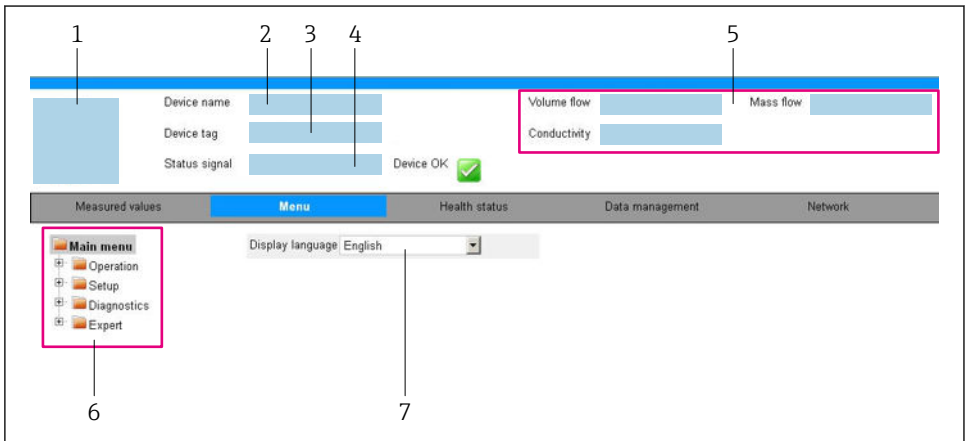 1 2 3 4 5
Device name Volume flow Mass flow
Device tag Conductivity
Status signal Device OK
Measured values Menu Health status Data management Network
Main menu Display language English
Operation
Setup
Diagnostics
Expert
6 7